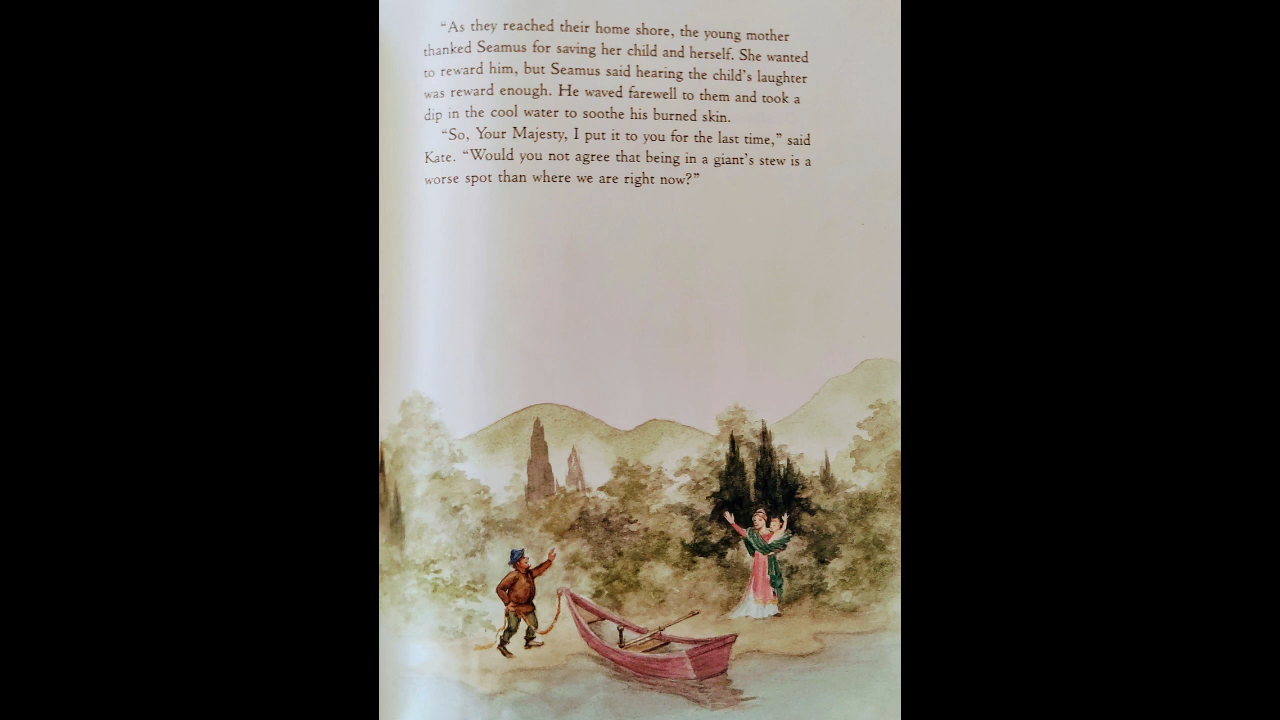 “As they reached their home shore, the young mother
thanked Seamus for saving her child and herself. She wanted
to reward him, but Seamus said hearing the child’s laughter
was reward enough. He waved farewell to them and took a
dip in the cool water to soothe his burned skin.
“So, Your Majesty, I put it to you for the last time,” said
Kate. “Would you not agree that being in a giant’s stew is a
worse spot than where we are right now?”